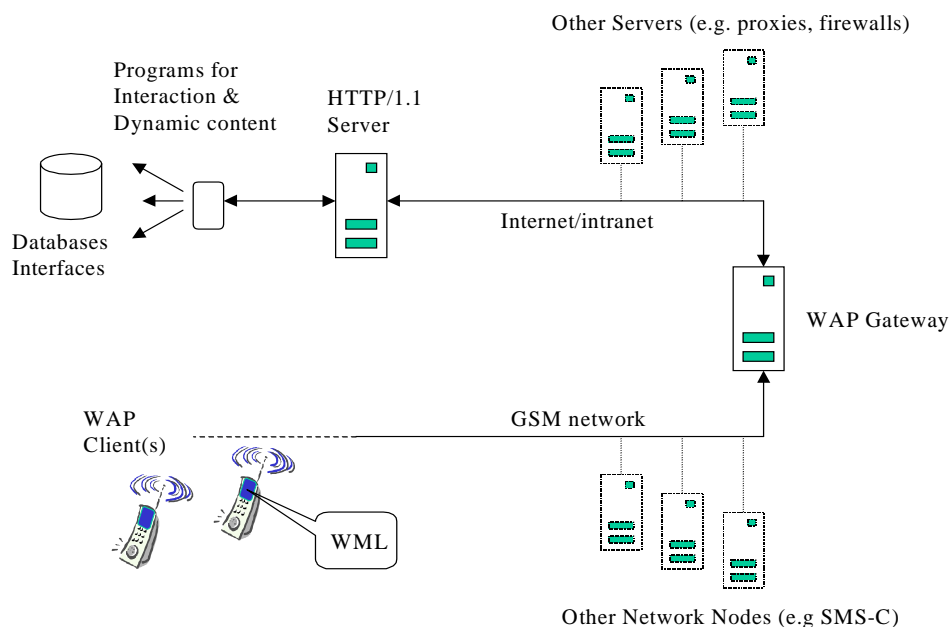 Other Servers (e.g. proxies, firewalls)
Programs for
Interaction &
Dynamic content
HTTP/1.1
Server
Internet/intranet
Databases
Interfaces
WAP Gateway
WAP
Client(s)
GSM network
WML
Other Network Nodes (e.g SMS-C)